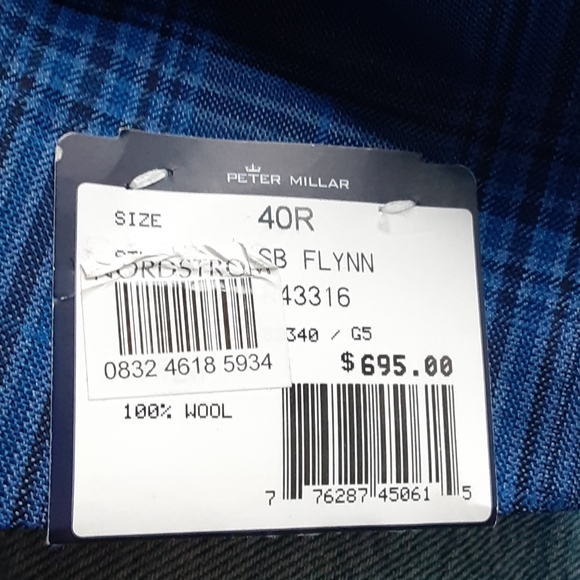 PETER MILLAR
SIZE 40R
SB FLYNN
NORDSTROM
43316
340 / G5
$695.00
0832 4618 5934
100% WOOL
7 76287 45061 5